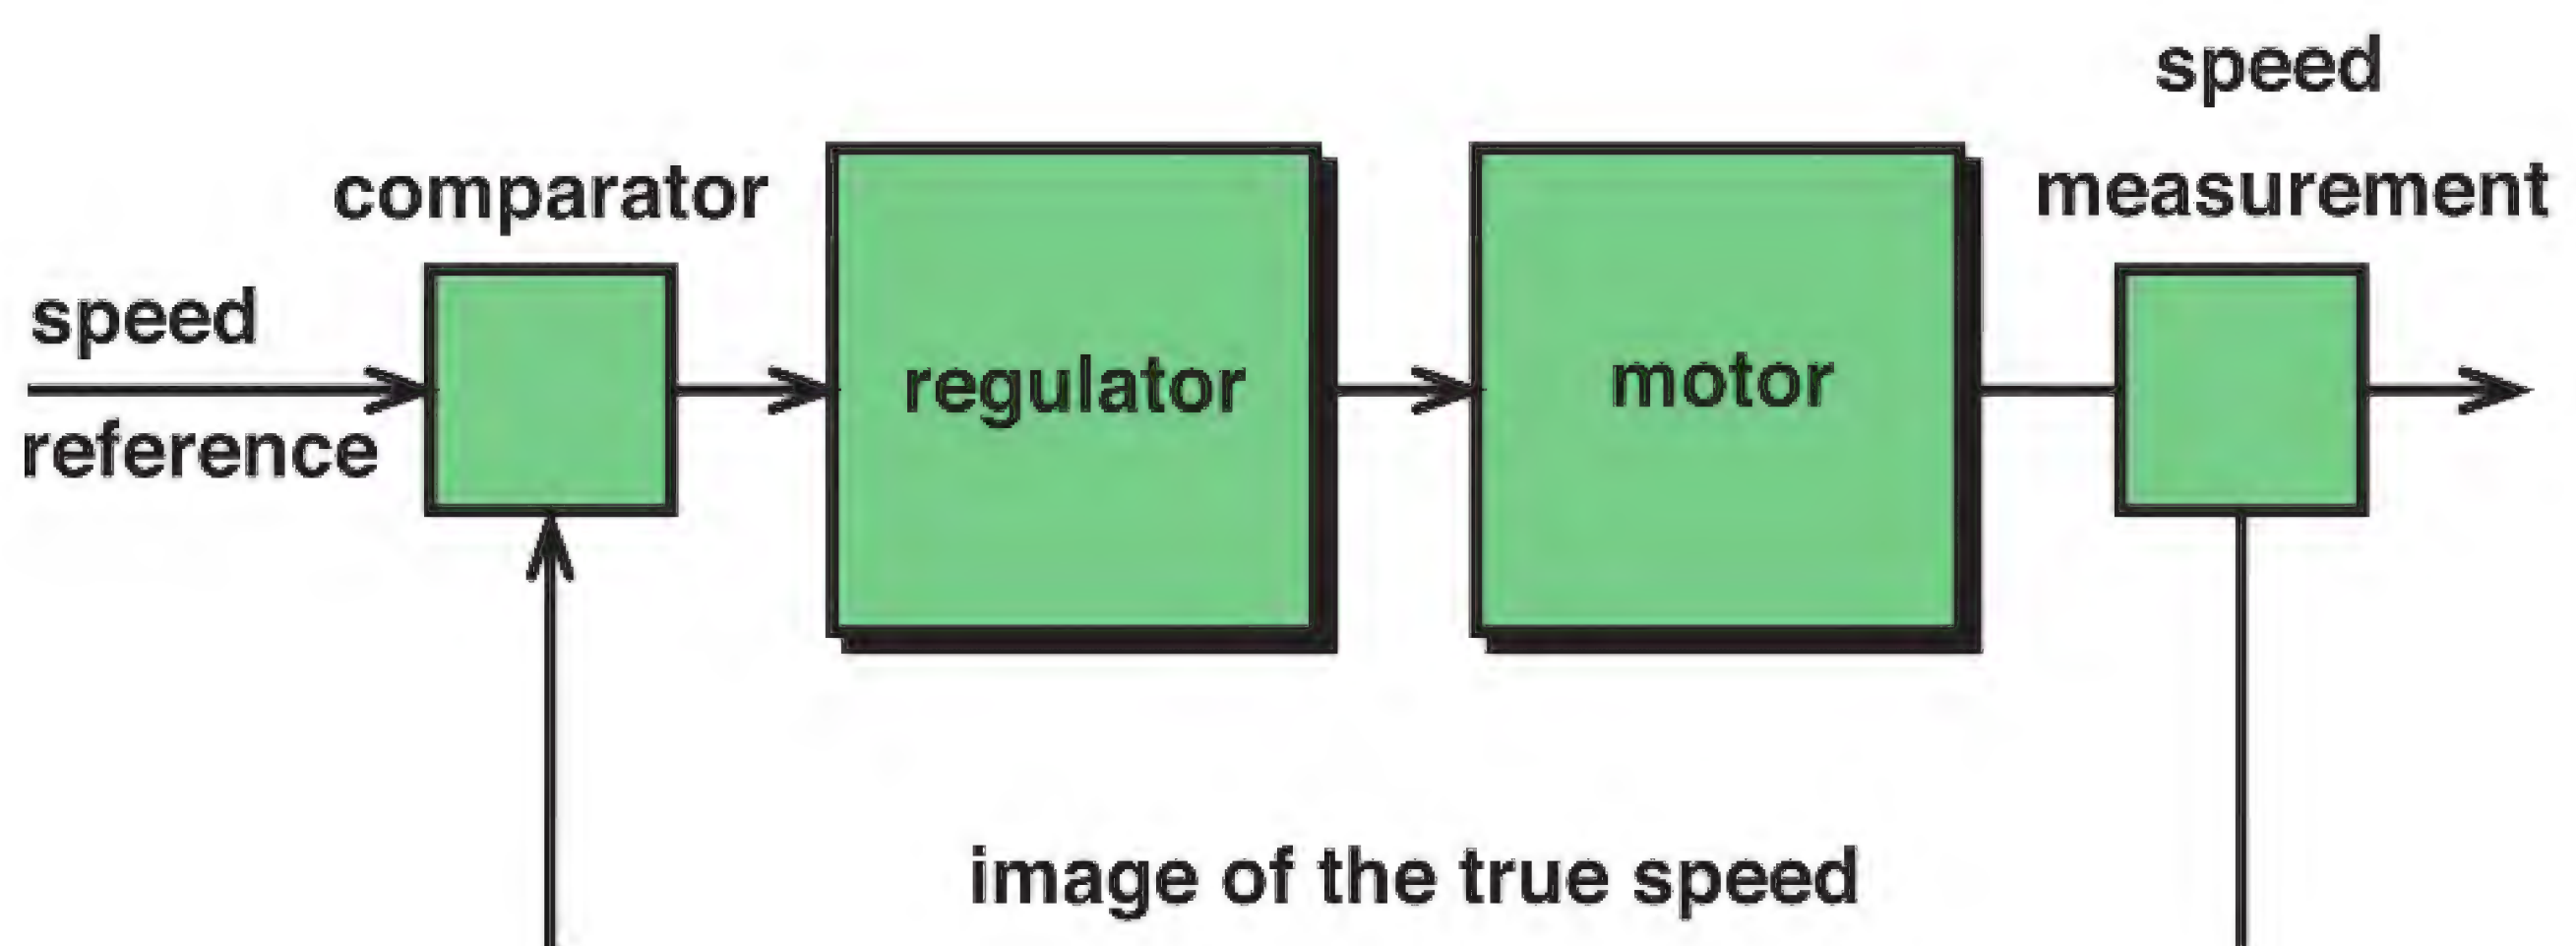 speed
measurement
comparator
speed
reference
regulator
motor
image of the true speed